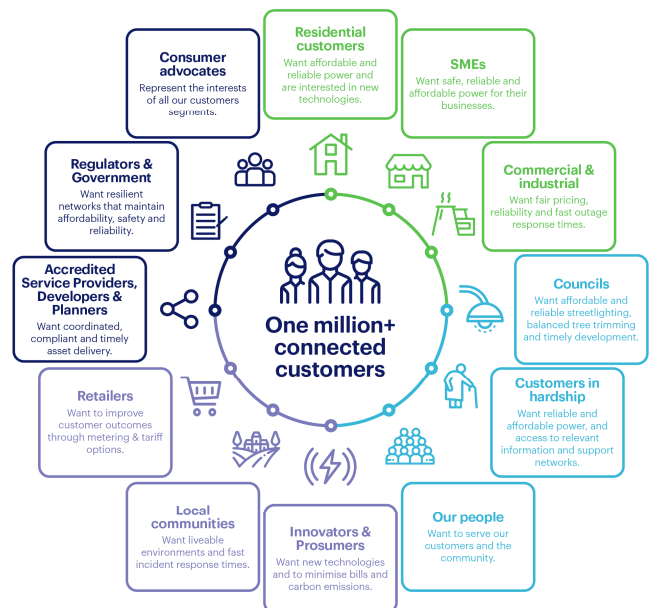 Residential
customers
Want affordable and
reliable power and
are interested in new
technologies.
SMEs
Want safe, reliable and
affordable power for their
businesses.
Commercial &
industrial
Want fair pricing,
reliability and fast outage
response times.
Councils
Want affordable and
reliable streetlighting,
balanced tree trimming
and timely development.
Customers in
hardship
Want reliable and
affordable power, and
access to relevant
information and support
networks.
Our people
Want to serve our
customers and the
community.
Innovators &
Prosumers
Want new technologies
and to minimise bills and
carbon emissions.
Local
communities
Want liveable
environments and fast
incident response times.
Retailers
Want to improve
customer outcomes
through metering & tariff
options.
Accredited
Service Providers,
Developers &
Planners
Want coordinated,
compliant and timely
asset delivery.
Regulators &
Government
Want resilient
networks that maintain
affordability, safety and
reliability.
Consumer
advocates
Represent the interests
of all our customers
segments.
One million+
connected
customers